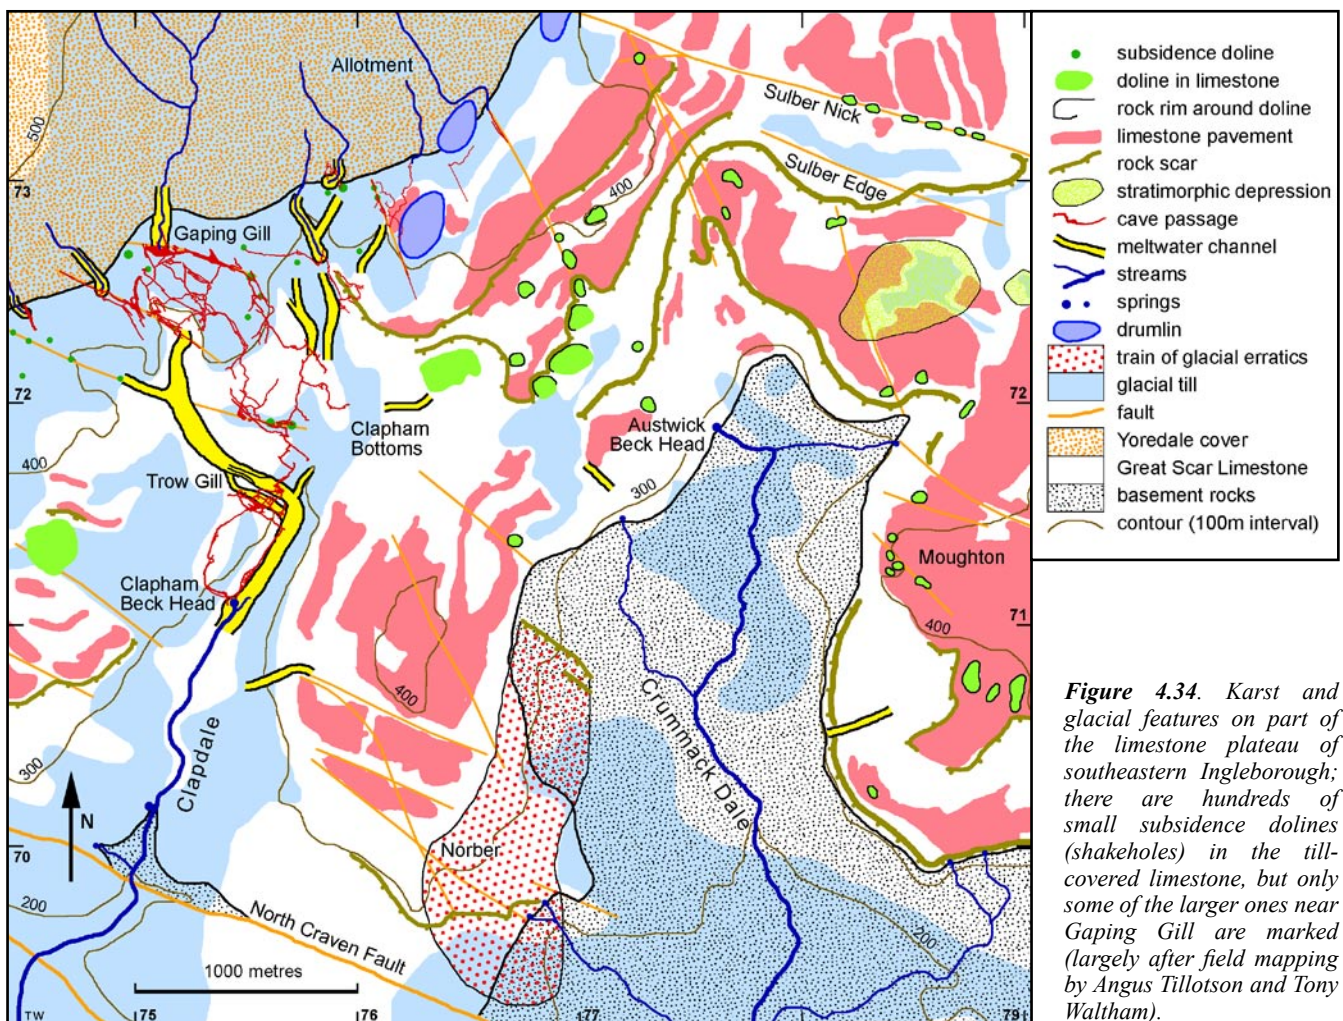 Allotment
500
73
Gaping Gill
Sulber Nick
400
Sulber Edge
72
72
400
Clapham
Bottoms
Austwick
Beck Head
Trow Gill
300
Moughton
Clapham
Beck Head
71
400
400
Crummack Dale
300
Clapdale
N
Norber
70
200
North Craven Fault
200
1000 metres
TW
75
76
77
79
subsidence doline
doline in limestone
rock rim around doline
limestone pavement
rock scar
stratimorphic depression
cave passage
meltwater channel
streams
springs
drumlin
train of glacial erratics
glacial till
fault
Yoredale cover
Great Scar Limestone
basement rocks
contour (100m interval)
Figure 4.34. Karst and
glacial features on part of
the limestone plateau of
southeastern Ingleborough;
there are hundreds of
small subsidence dolines
(shakeholes) in the till-
covered limestone, but only
some of the larger ones near
Gaping Gill are marked
(largely after field mapping
by Angus Tillotson and Tony
Waltham).